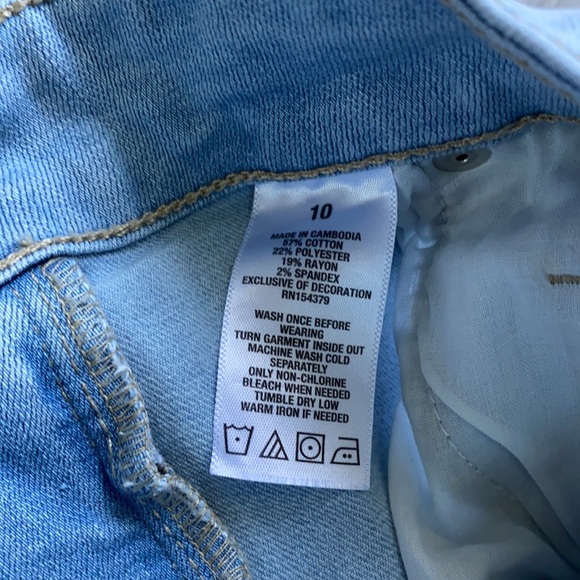 10
MADE IN CAMBODIA
57% COTTON
22% POLYESTER
19% RAYON
2% SPANDEX
EXCLUSIVE OF DECORATION
RN154379
WASH ONCE BEFORE
WEARING
TURN GARMENT INSIDE OUT
MACHINE WASH COLD
SEPARATELY
ONLY NON-CHLORINE
BLEACH WHEN NEEDED
TUMBLE DRY LOW
WARM IRON IF NEEDED